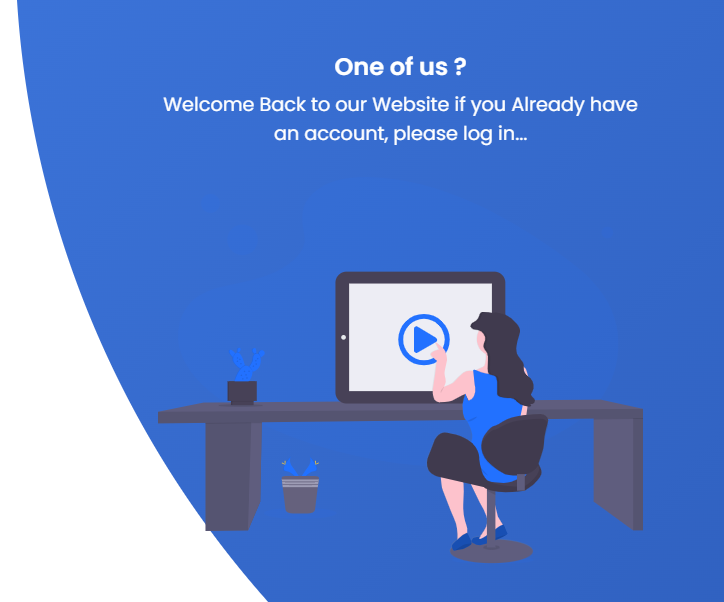 One of us ?
Welcome Back to our Website if you Already have
an account, please log in...